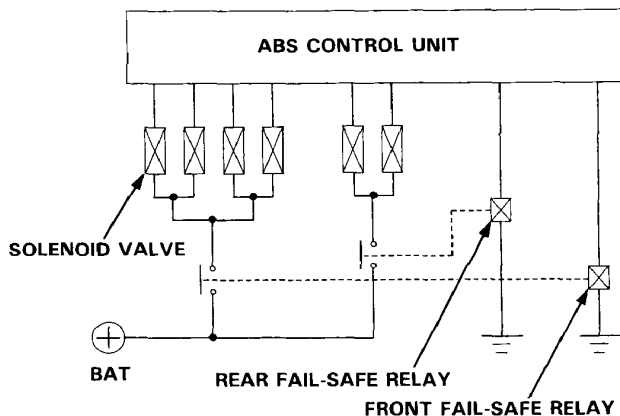 ABS CONTROL UNIT
SOLENOID VALVE
BAT
REAR FAIL-SAFE RELAY
FRONT FAIL-SAFE RELAY